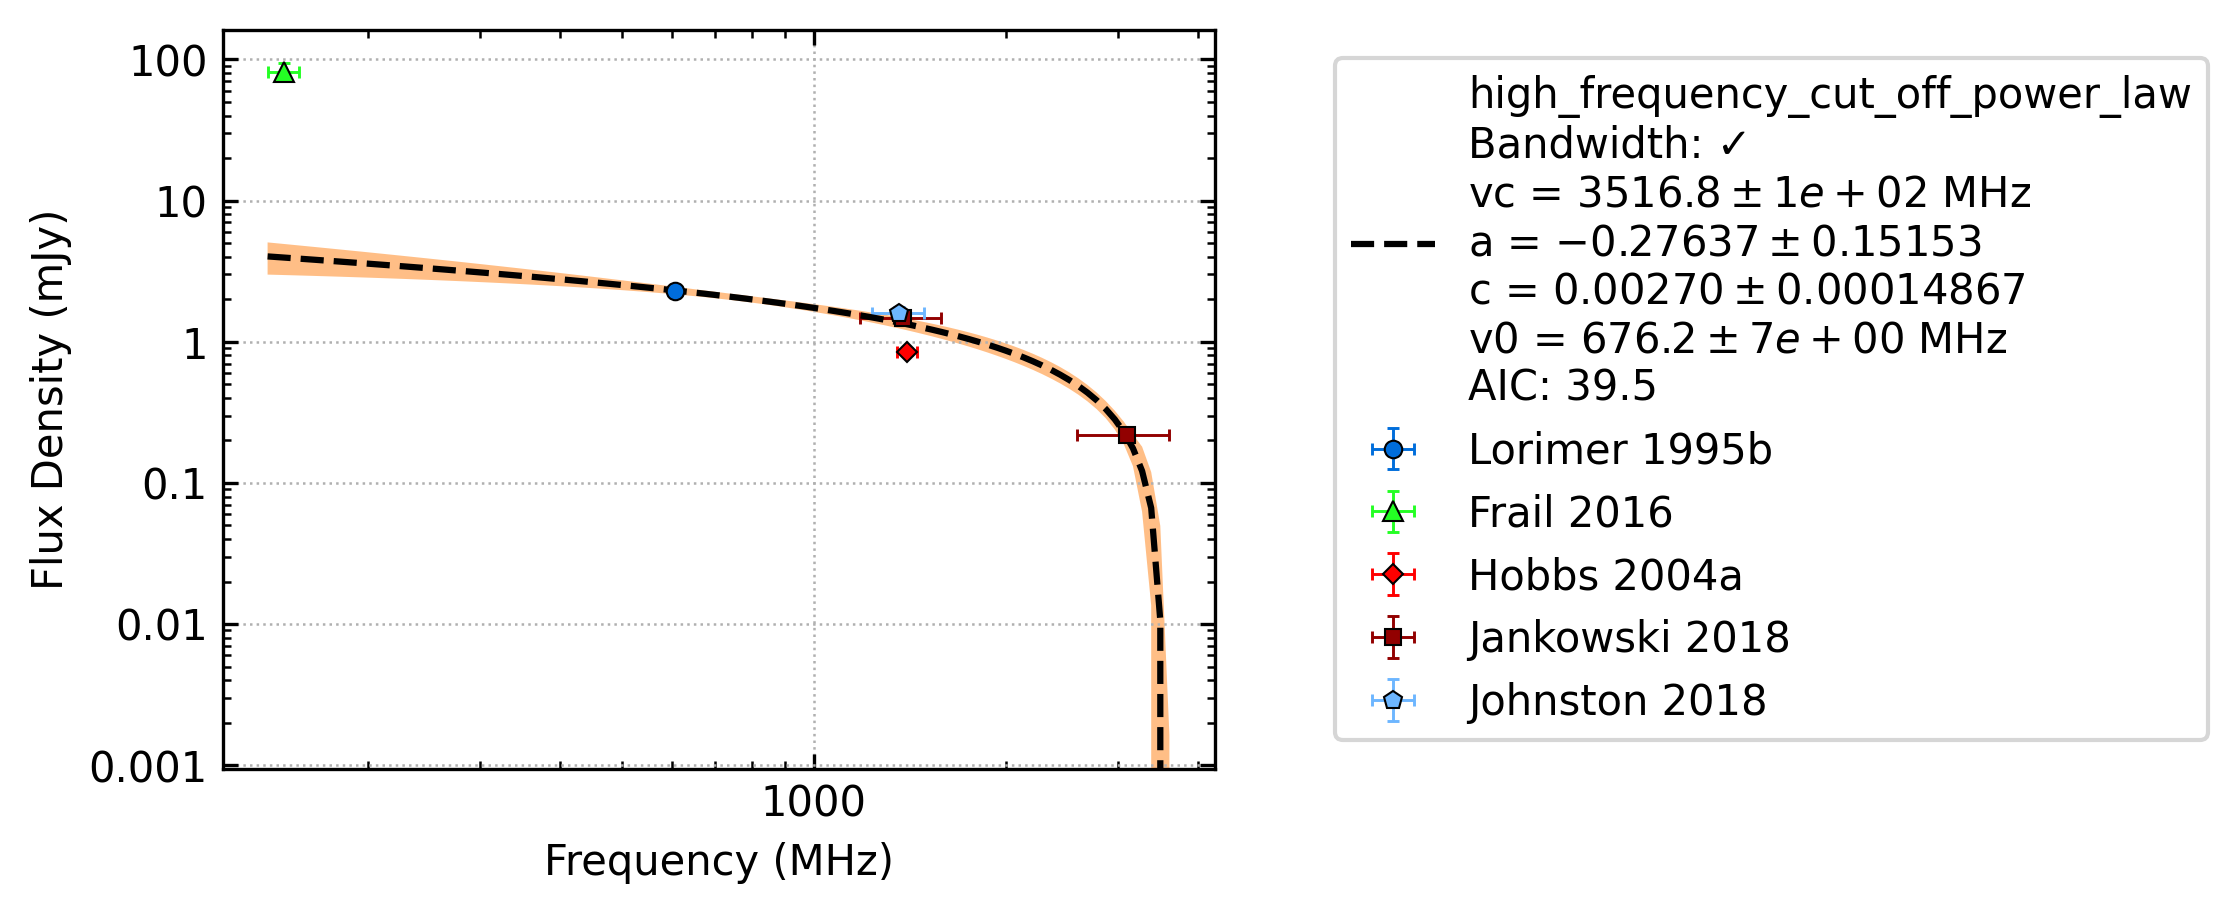 100
10
1
0.1
0.01
0.001
Flux Density (mJy)
1000
Frequency (MHz)
high_frequency_cut_off_power_law
Bandwidth: ✓
vc = 3516.8 ± 1e + 02 MHz
a = −0.27637 ± 0.15153
c = 0.00270 ± 0.00014867
v0 = 676.2 ± 7e + 00 MHz
AIC: 39.5
Lorimer 1995b
Frail 2016
Hobbs 2004a
Jankowski 2018
Johnston 2018